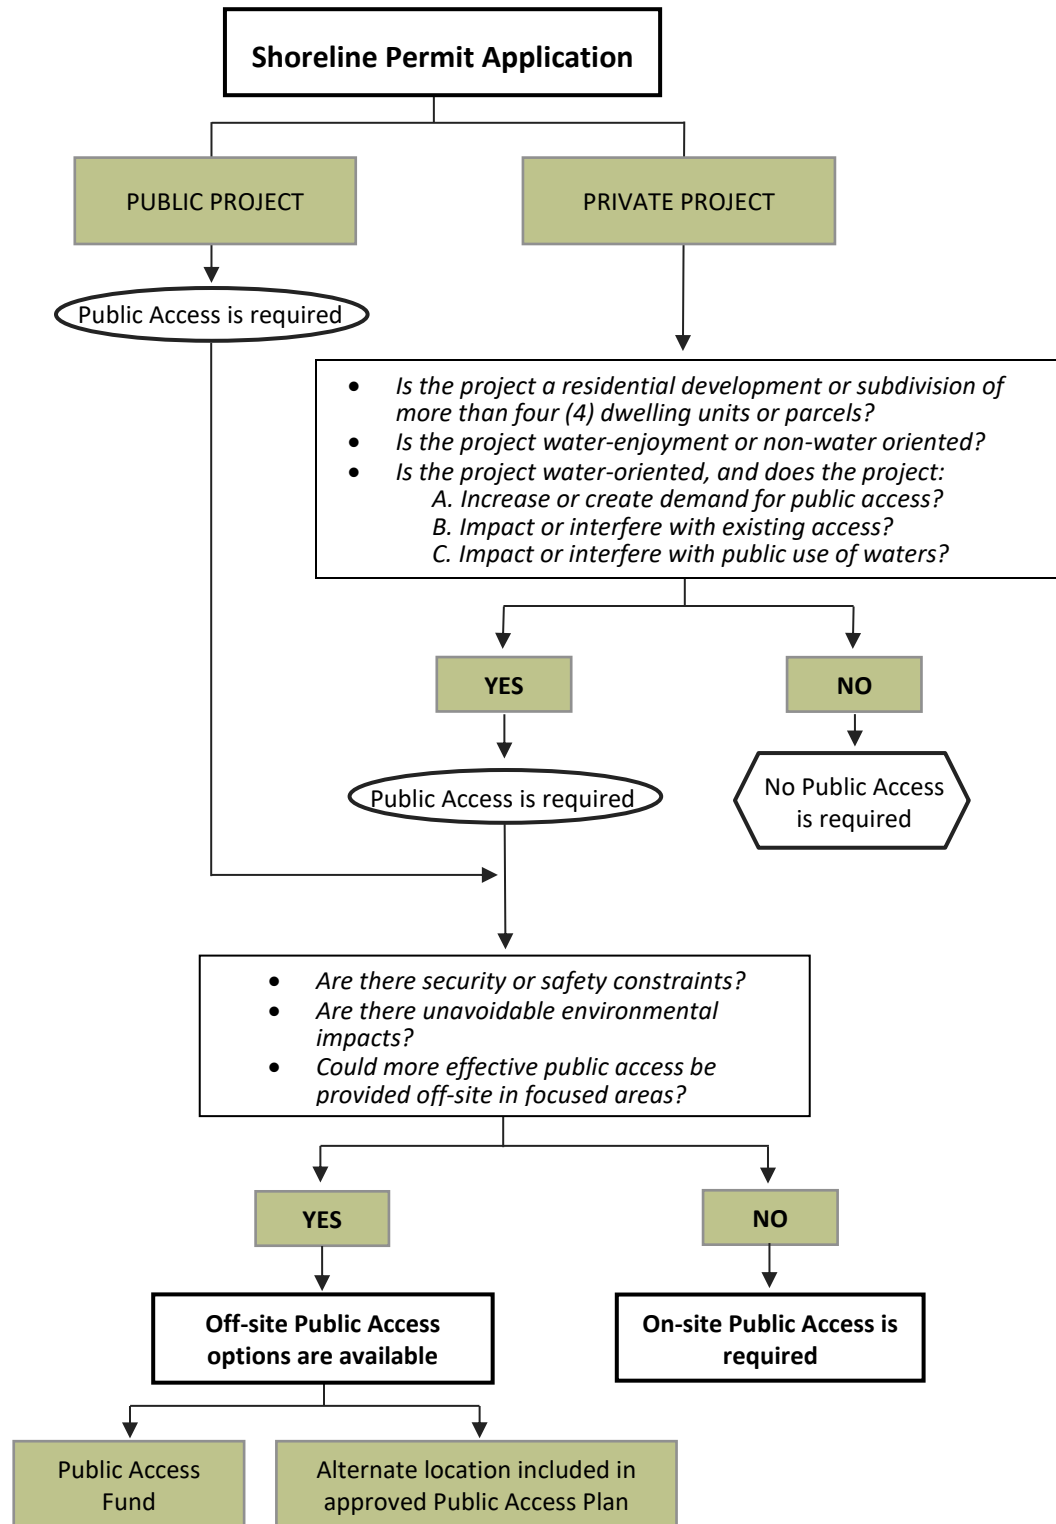 Shoreline Permit Application
PUBLIC PROJECT
PRIVATE PROJECT
Public Access is required
• Is the project a residential development or subdivision of
more than four (4) dwelling units or parcels?
• Is the project water-enjoyment or non-water oriented?
• Is the project water-oriented, and does the project:
A. Increase or create demand for public access?
B. Impact or interfere with existing access?
C. Impact or interfere with public use of waters?
YES
NO
Public Access is required
No Public Access
is required
• Are there security or safety constraints?
• Are there unavoidable environmental
impacts?
• Could more effective public access be
provided off-site in focused areas?
YES
NO
Off-site Public Access
options are available
On-site Public Access is
required
Public Access
Fund
Alternate location included in
approved Public Access Plan